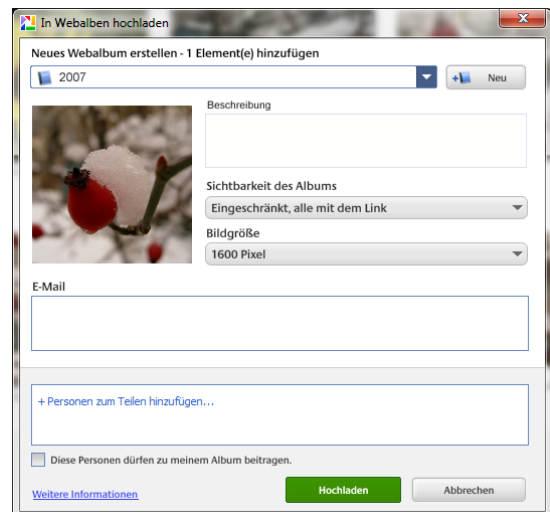 In Webalben hochladen
Neues Webalbum erstellen - 1 Element(e) hinzufügen
2007
Neu
Beschreibung
Sichtbarkeit des Albums
Eingeschränkt, alle mit dem Link
Bildgröße
1600 Pixel
E-Mail
+ Personen zum Teilen hinzufügen...
Diese Personen dürfen zu meinem Album beitragen.
Weitere Informationen
Hochladen
Abbrechen